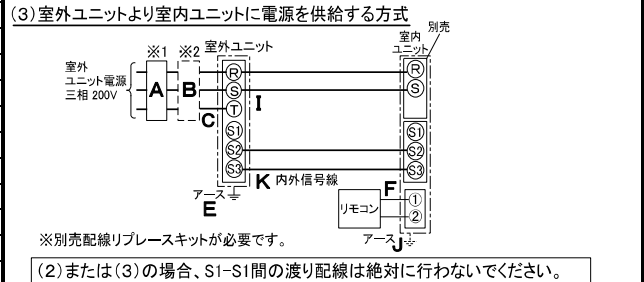 (3)室外ユニットより室内ユニットに電源を供給する方式
※1 ※2 室外ユニット
室内
ユニット
別売
室外
ユニット電源
三相 200V
A B C
R
S
T
S1
S2
S3
I
R
S
S1
S2
S3
K 内外信号線
アース
E
F
リモコン
①
②
アース J
※別売配線リプレースキットが必要です。
(2)または(3)の場合、S1-S1間の渡り配線は絶対に行わないでください。